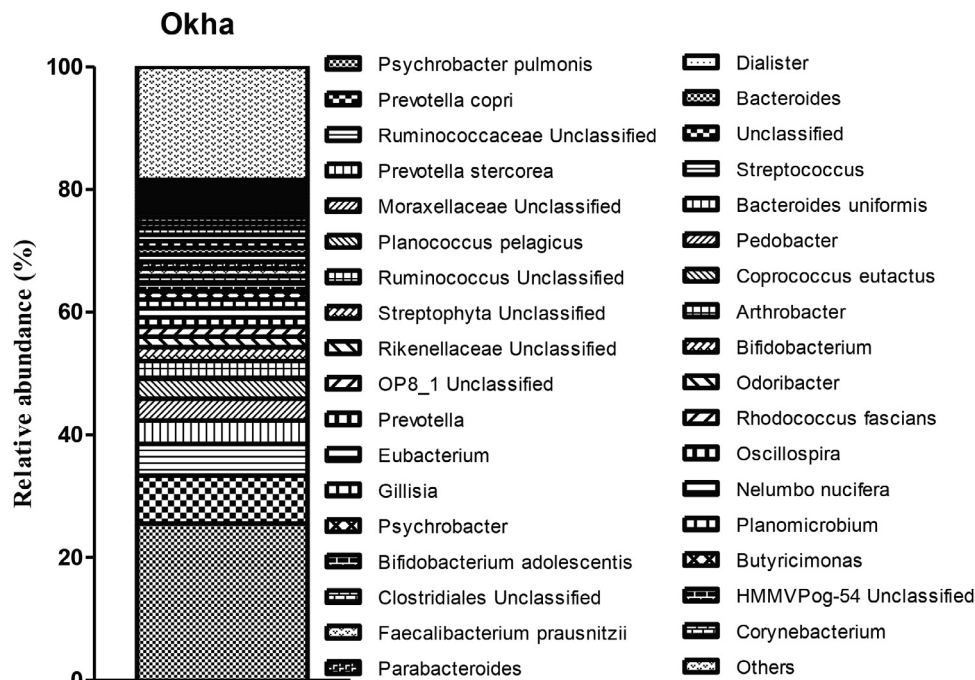 Okha
Relative abundance (%)
100
80
60
40
20
0
Psychrobacter pulmonis
Prevotella copri
Ruminococcaceae Unclassified
Prevotella stercorea
Moraxellaceae Unclassified
Planococcus pelagicus
Ruminococcus Unclassified
Streptophyta Unclassified
Rikenellaceae Unclassified
OP8_1 Unclassified
Prevotella
Eubacterium
Gillisia
Psychrobacter
Bifidobacterium adolescentis
Clostridiales Unclassified
Faecalibacterium prausnitzii
Parabacteroides
Dialister
Bacteroides
Unclassified
Streptococcus
Bacteroides uniformis
Pedobacter
Coprococcus eutactus
Arthrobacter
Bifidobacterium
Odoribacter
Rhodococcus fascians
Oscillospira
Nelumbo nucifera
Planomicrobium
Butyricimonas
HMMVPog-54 Unclassified
Corynebacterium
Others